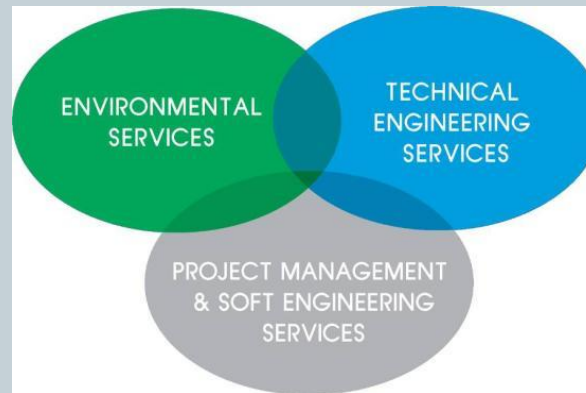 ENVIRONMENTAL
SERVICES
TECHNICAL
ENGINEERING
SERVICES
PROJECT MANAGEMENT
& SOFT ENGINEERING
SERVICES